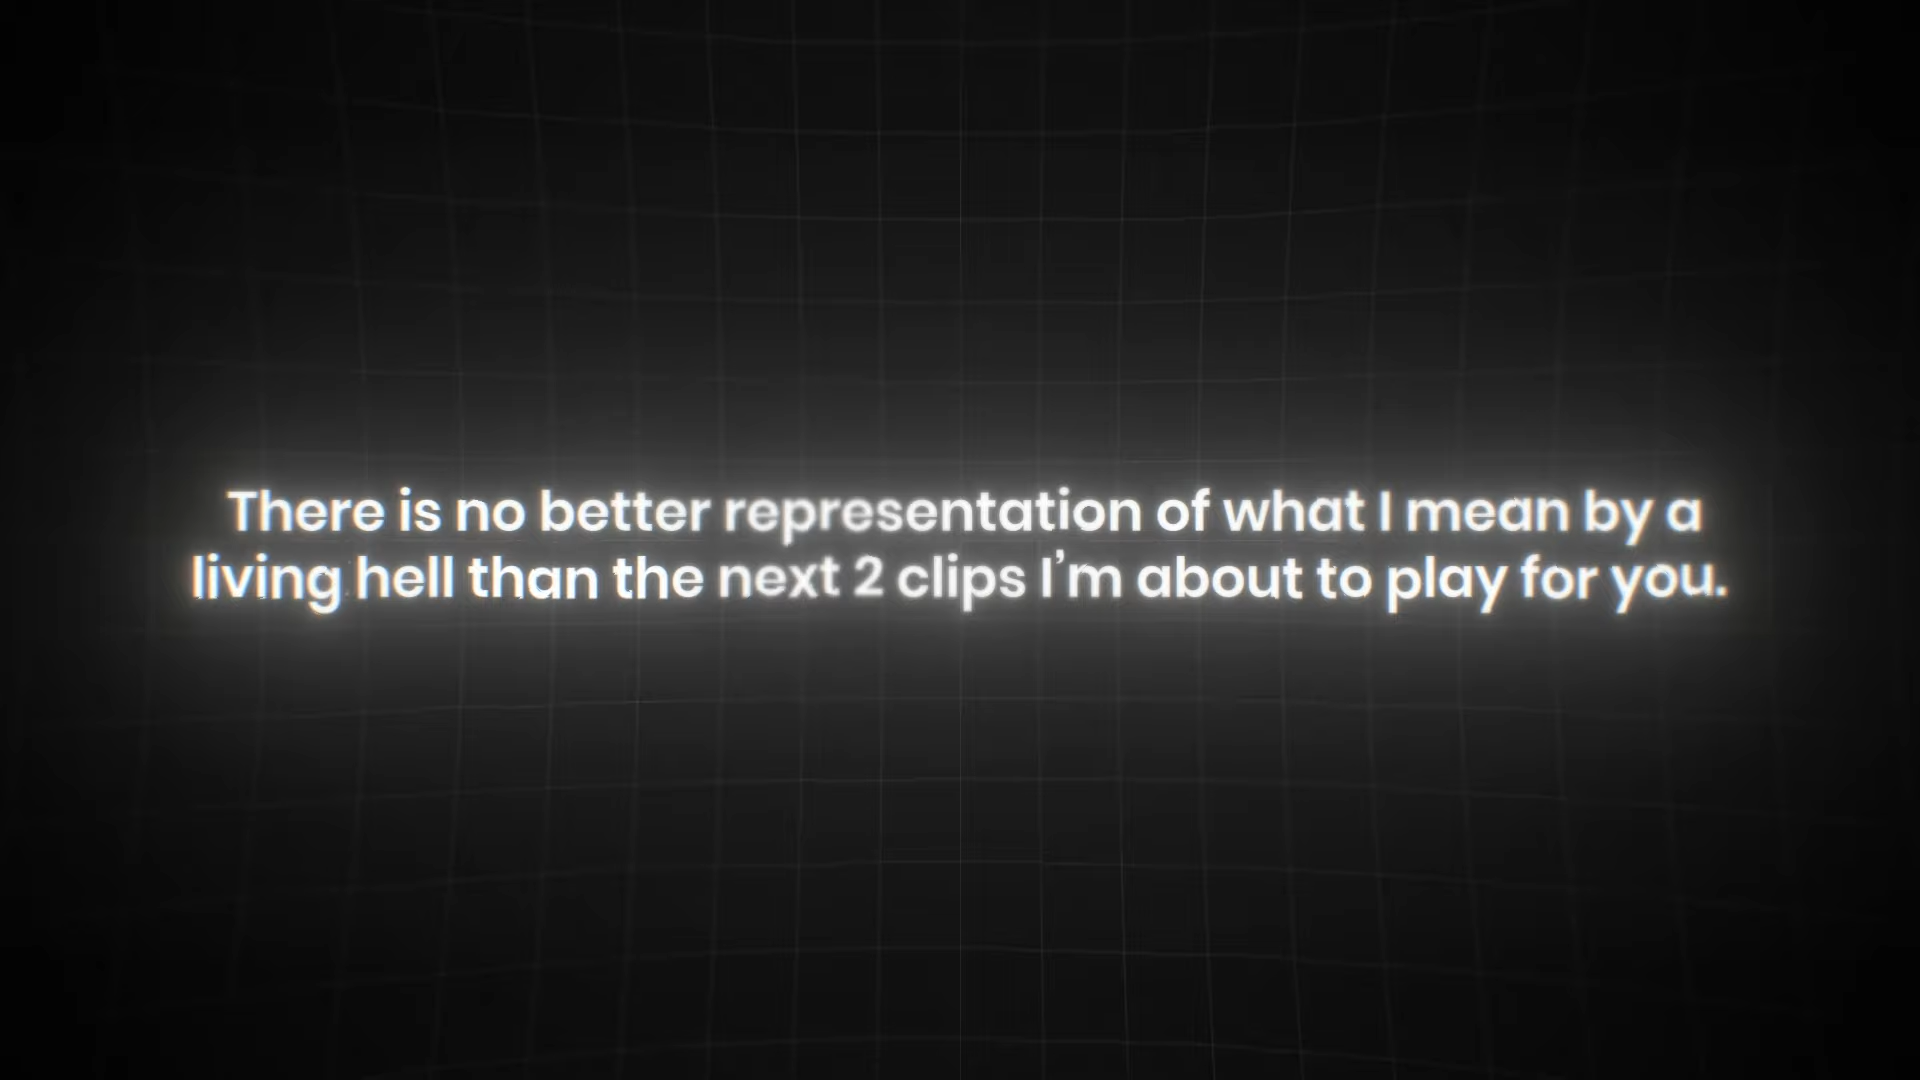 There is no better representation of what I mean by a
living hell than the next 2 clips I’m about to play for you.